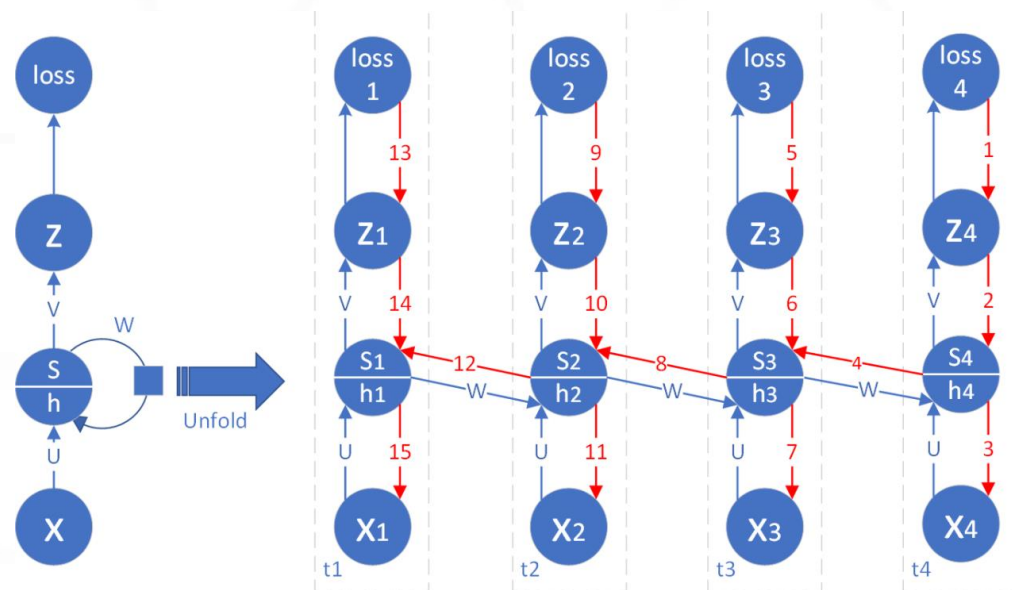 loss
Z
V
W
S
h
Unfold
U
X
loss
1
13
Z1
V
14
S1
h1
12
W
U
15
X1
t1
loss
2
9
Z2
V
10
S2
h2
8
W
U
11
X2
t2
loss
3
5
Z3
V
6
S3
h3
4
W
U
7
X3
t3
loss
4
1
Z4
V
2
S4
h4
U
3
X4
t4